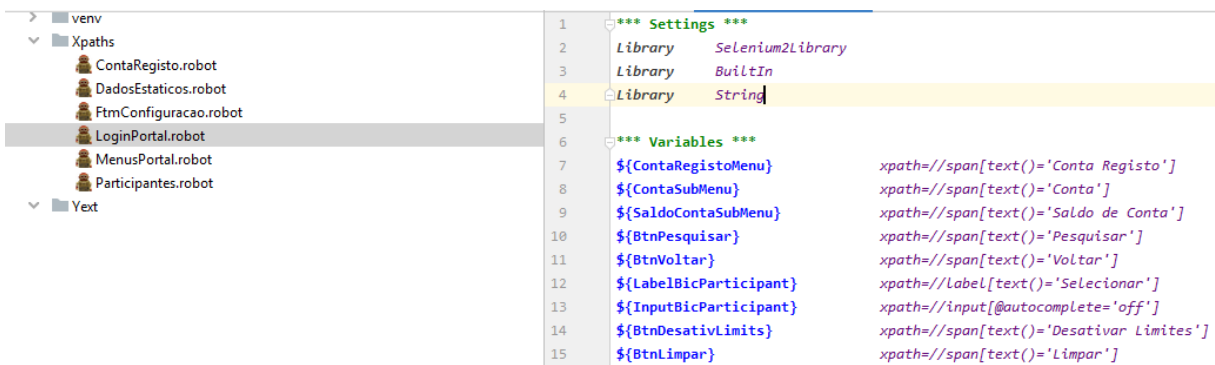 venv
Xpaths
ContaRegisto.robot
DadosEstaticos.robot
FtmConfiguracao.robot
LoginPortal.robot
MenusPortal.robot
Participantes.robot
Yext
1 *** Settings ***
2 Library Selenium2Library
3 Library BuiltIn
4 Library String
5
6 *** Variables ***
7 ${ContaRegistoMenu} xpath=//span[text()='Conta Registo']
8 ${ContaSubMenu} xpath=//span[text()='Conta']
9 ${SaldoContaSubMenu} xpath=//span[text()='Saldo de Conta']
10 ${BtnPesquisar} xpath=//span[text()='Pesquisar']
11 ${BtnVoltar} xpath=//span[text()='Voltar']
12 ${LabelBicParticipant} xpath=//label[text()='Selecionar']
13 ${InputBicParticipant} xpath=//input[@autocomplete='off']
14 ${BtnDesativLimits} xpath=//span[text()='Desativar Limites']
15 ${BtnLimpar} xpath=//span[text()='Limpar']